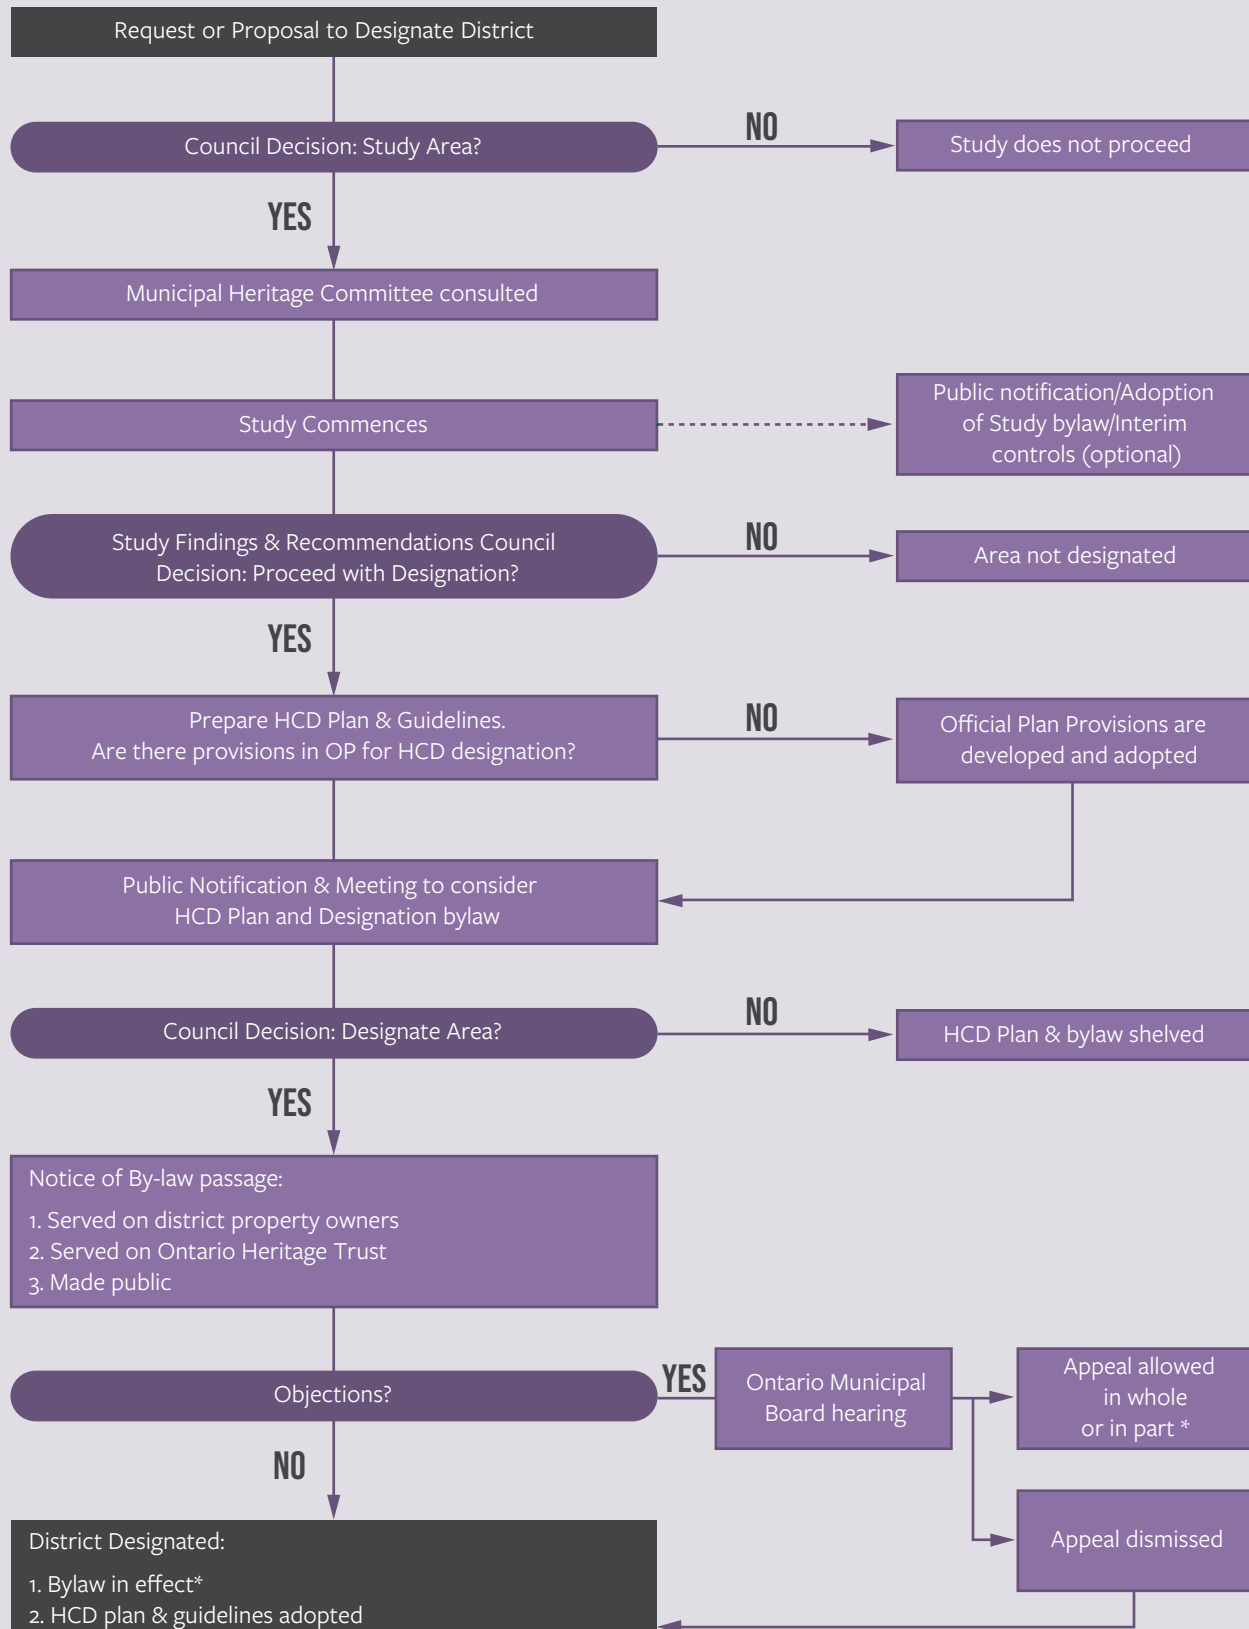 Request or Proposal to Designate District
Council Decision: Study Area?
NO
Study does not proceed
YES
Municipal Heritage Committee consulted
Study Commences
Public notification/Adoption
of Study bylaw/Interim
controls (optional)
Study Findings & Recommendations Council
Decision: Proceed with Designation?
NO
Area not designated
YES
Prepare HCD Plan & Guidelines.
Are there provisions in OP for HCD designation?
NO
Official Plan Provisions are
developed and adopted
Public Notification & Meeting to consider
HCD Plan and Designation bylaw
Council Decision: Designate Area?
NO
HCD Plan & bylaw shelved
YES
Notice of By-law passage:
1. Served on district property owners
2. Served on Ontario Heritage Trust
3. Made public
Objections?
YES
Ontario Municipal
Board hearing
Appeal allowed
in whole
or in part *
NO
Appeal dismissed
District Designated:
1. Bylaw in effect*
2. HCD plan & guidelines adopted